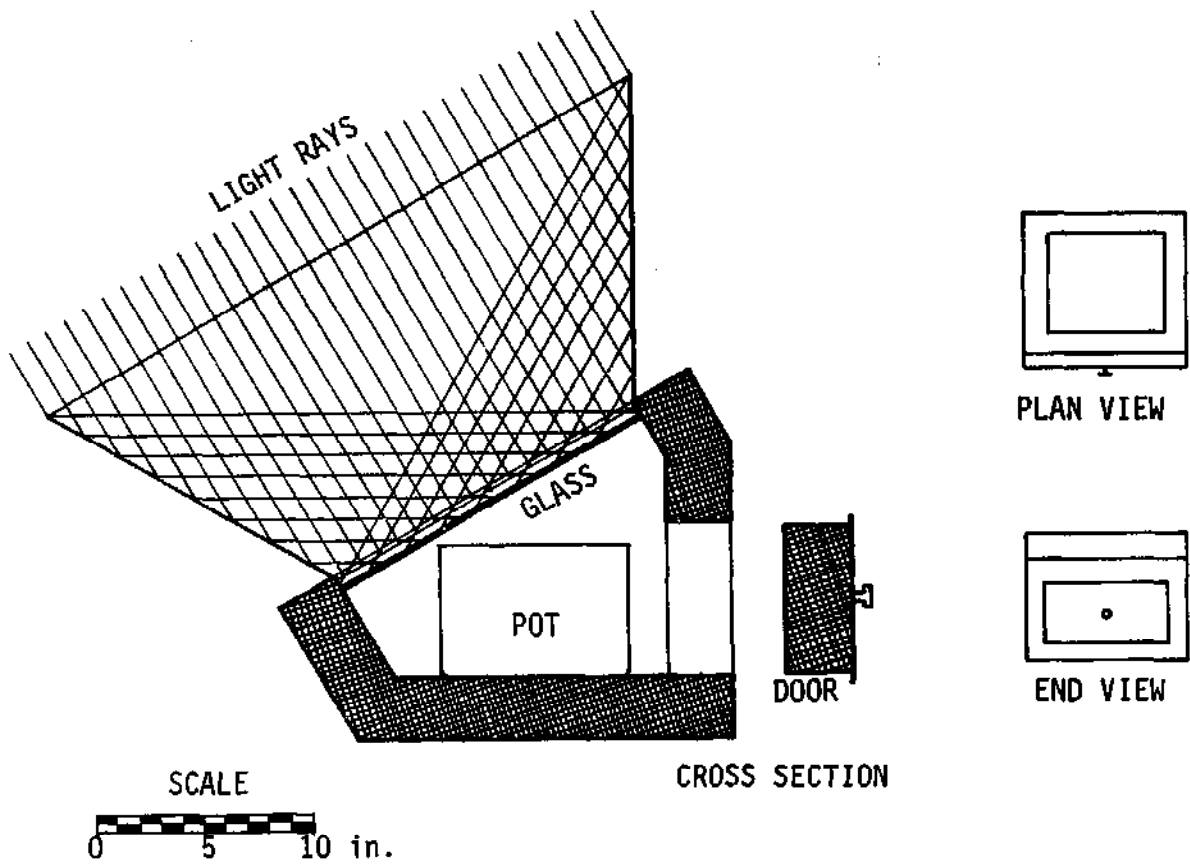 LIGHT RAYS
GLASS
POT
DOOR
PLAN VIEW
END VIEW
CROSS SECTION
SCALE
0 5 10 in.